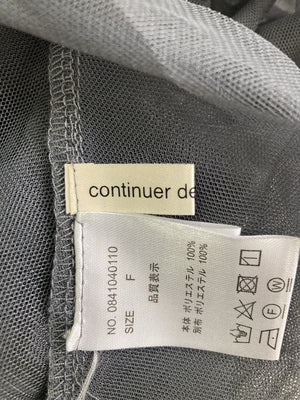 continuer de
NO. 0841040110
SIZE F
品質表示
本体 ポリエステル 100%
別布 ポリエステル 100%
W
F